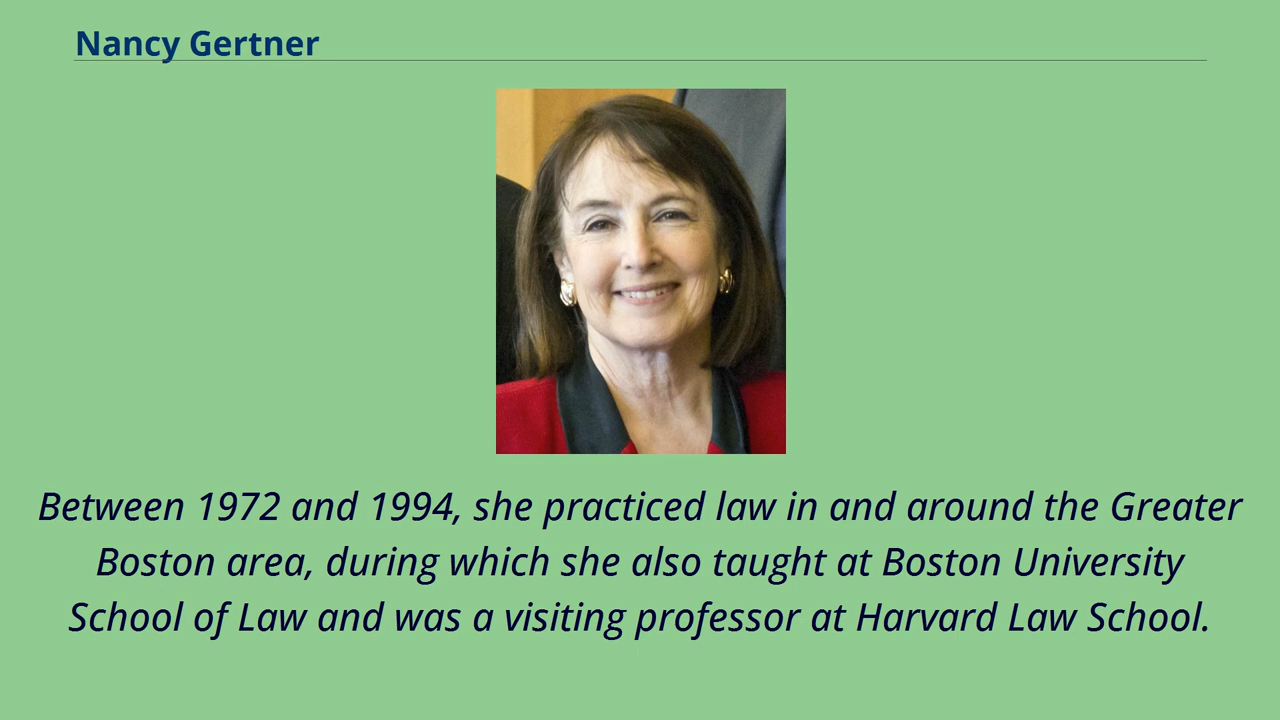 Nancy Gertner
Between 1972 and 1994, she practiced law in and around the Greater
Boston area, during which she also taught at Boston University
School of Law and was a visiting professor at Harvard Law School.